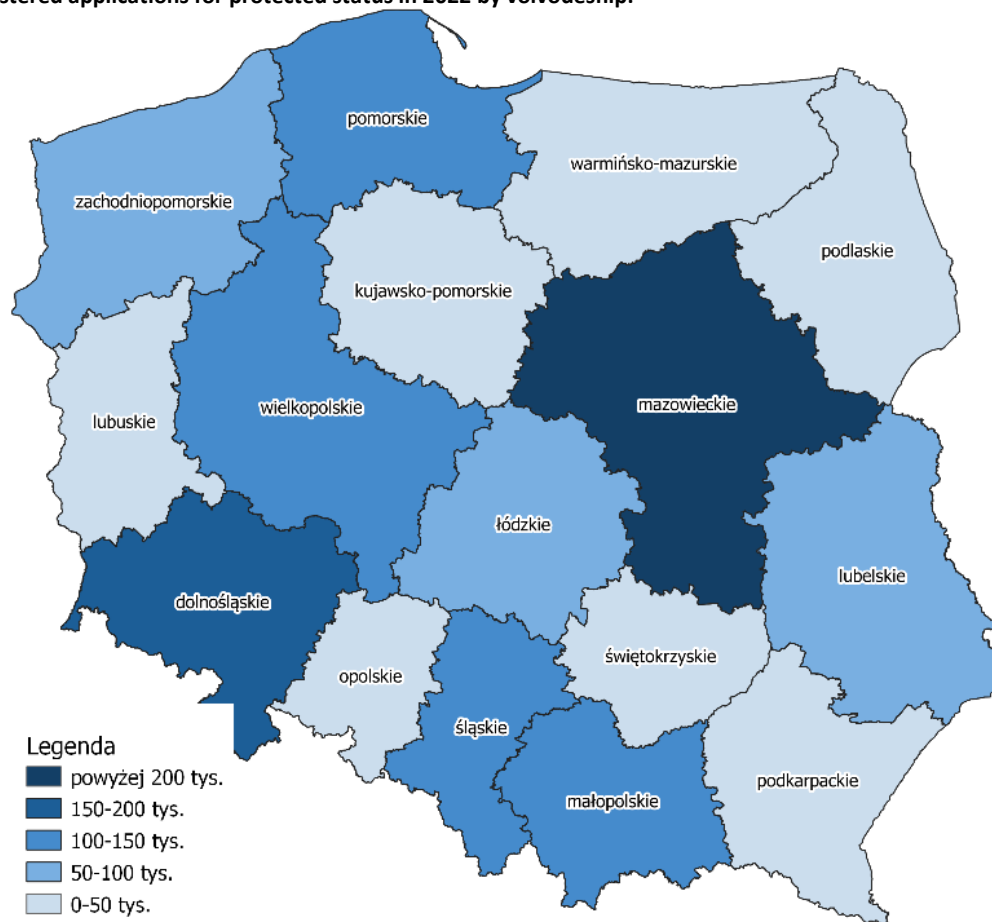 stered applications for protected status in 2022 by voivodeship.
pomorskie
warmińsko-mazurskie
zachodniopomorskie
podlaskie
kujawsko-pomorskie
mazowieckie
wielkopolskie
lubuskie
łódzkie
lubelskie
dolnośląskie
świętokrzyskie
opolskie
śląskie
podkarpackie
małopolskie
Legenda
powyżej 200 tys.
150-200 tys.
100-150 tys.
50-100 tys.
0-50 tys.